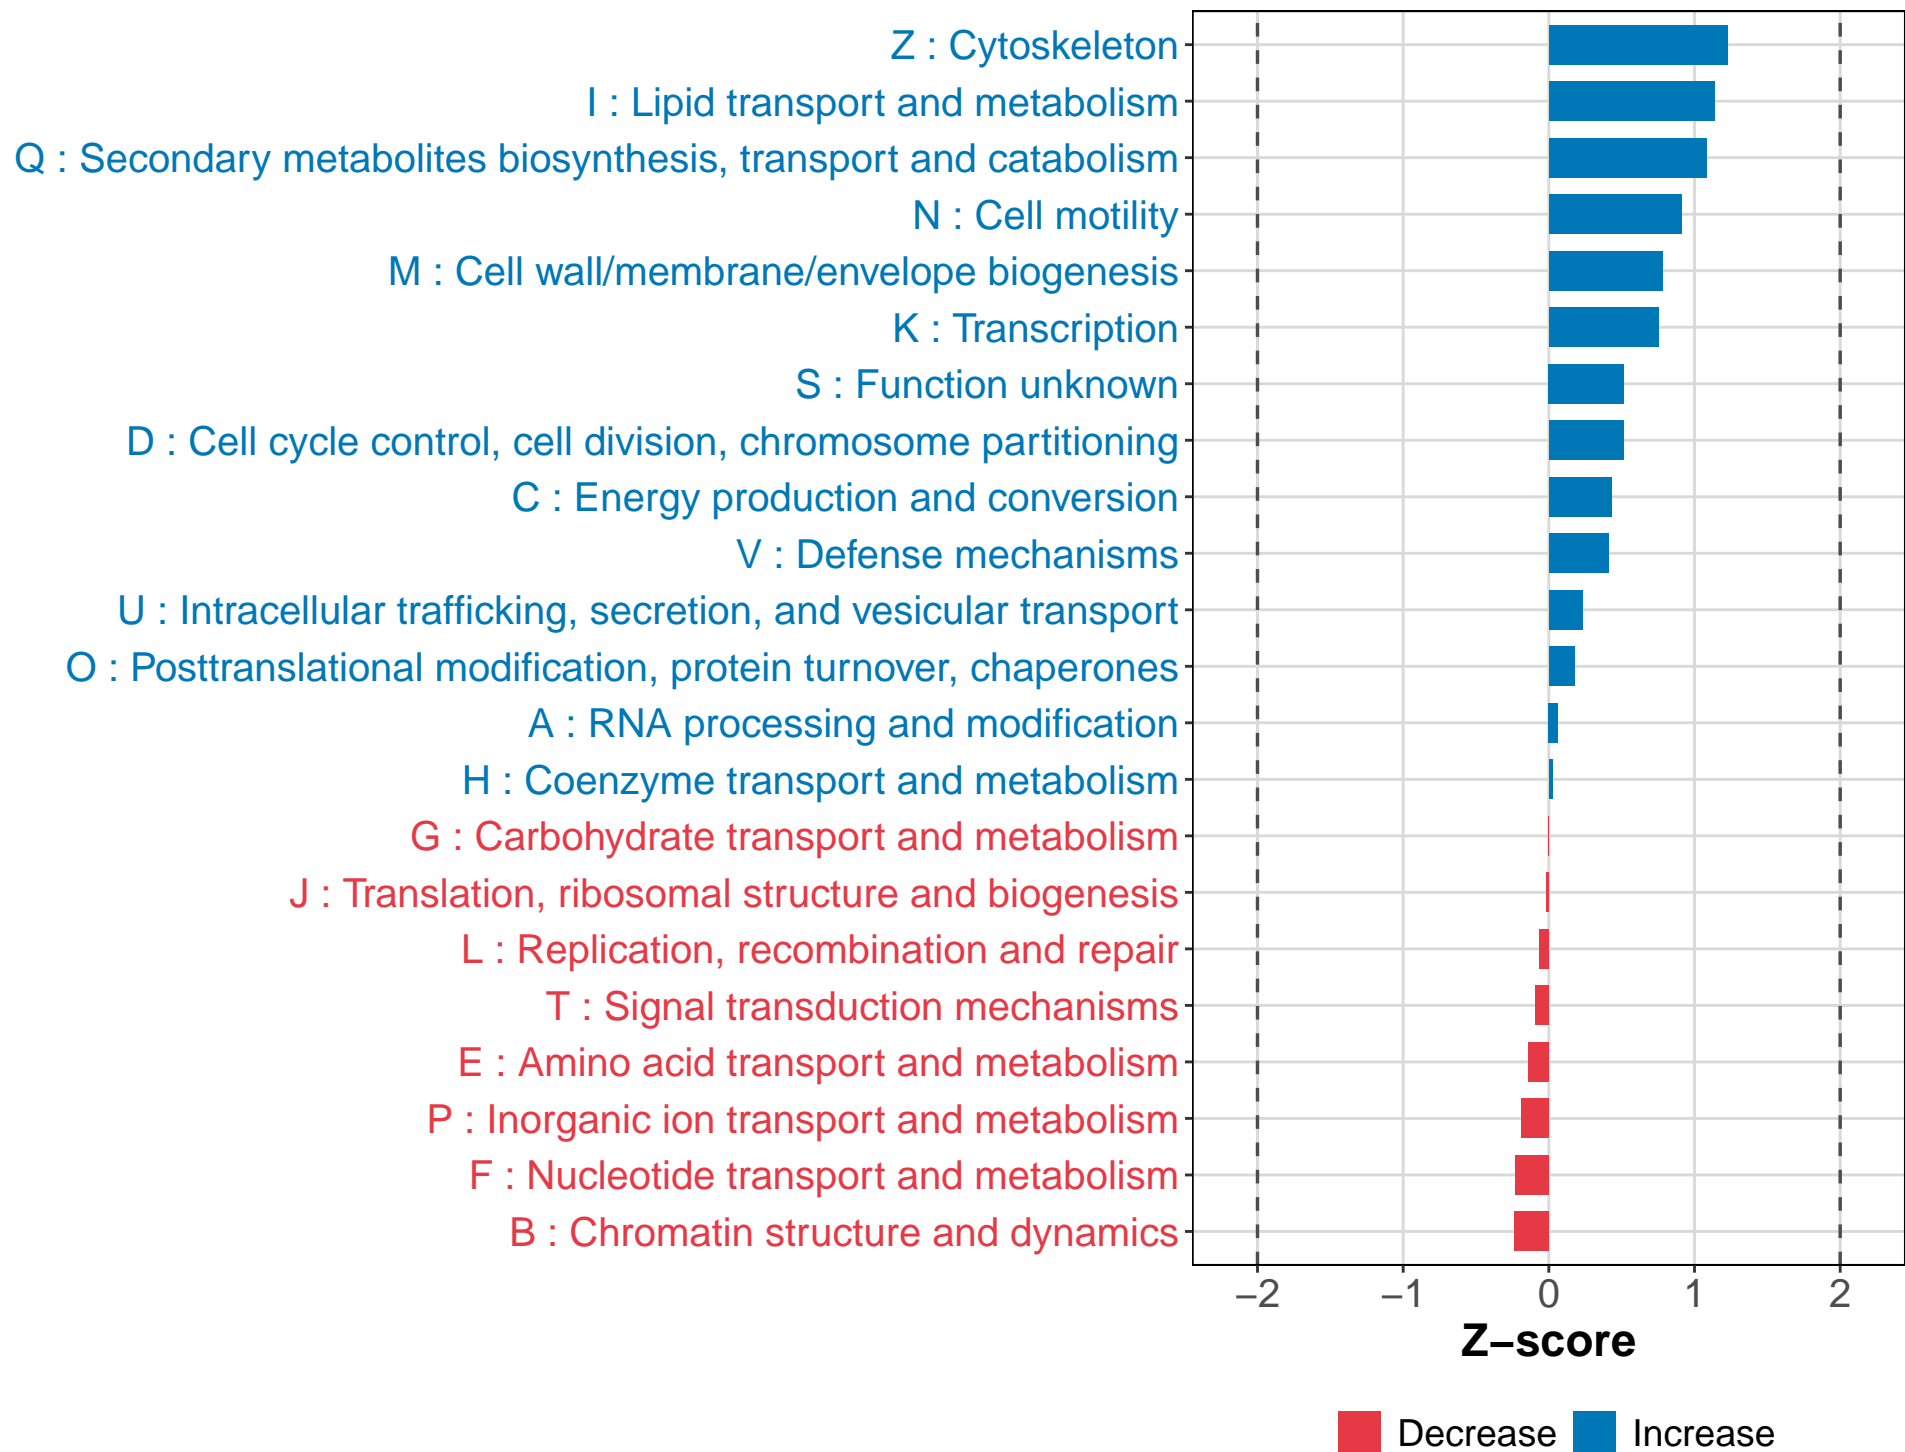 Z : Cytoskeleton
I : Lipid transport and metabolism
Q : Secondary metabolites biosynthesis, transport and catabolism
N : Cell motility
M : Cell wall/membrane/envelope biogenesis
K : Transcription
S : Function unknown
D : Cell cycle control, cell division, chromosome partitioning
C : Energy production and conversion
V : Defense mechanisms
U : Intracellular trafficking, secretion, and vesicular transport
O : Posttranslational modification, protein turnover, chaperones
A : RNA processing and modification
H : Coenzyme transport and metabolism
G : Carbohydrate transport and metabolism
J : Translation, ribosomal structure and biogenesis
L : Replication, recombination and repair
T : Signal transduction mechanisms
E : Amino acid transport and metabolism
P : Inorganic ion transport and metabolism
F : Nucleotide transport and metabolism
B : Chromatin structure and dynamics
−2 −1 0 1 2
Z−score
Decrease Increase